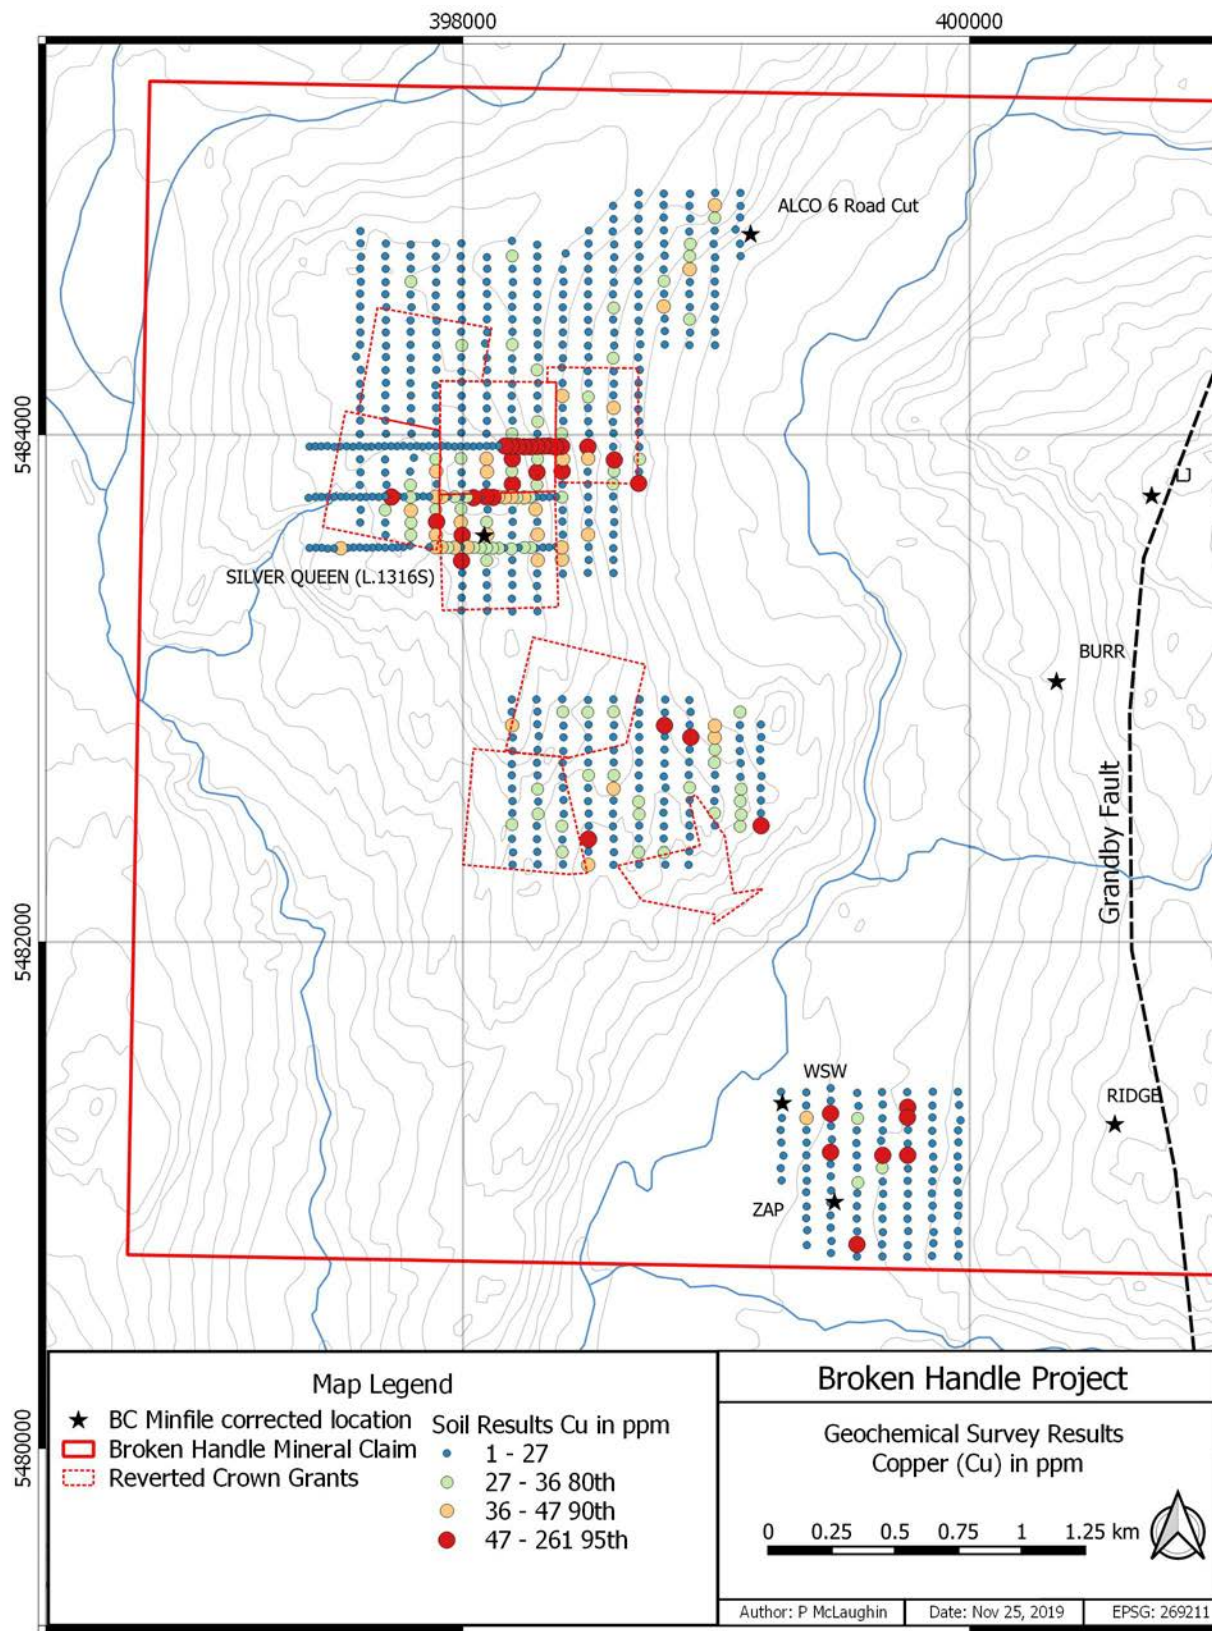 398000
400000
ALCO 6 Road Cut
5484000
LJ
SILVER QUEEN (L.1316S)
BURR
Grandby Fault
5482000
WSW
RIDGE
ZAP
5480000
Map Legend
BC Minfile corrected location
Broken Handle Mineral Claim
Reverted Crown Grants
Soil Results Cu in ppm
1 - 27
27 - 36 80th
36 - 47 90th
47 - 261 95th
Broken Handle Project
Geochemical Survey Results
Copper (Cu) in ppm
0 0.25 0.5 0.75 1 1.25 km
Author: P McLaughin
Date: Nov 25, 2019
EPSG: 269211